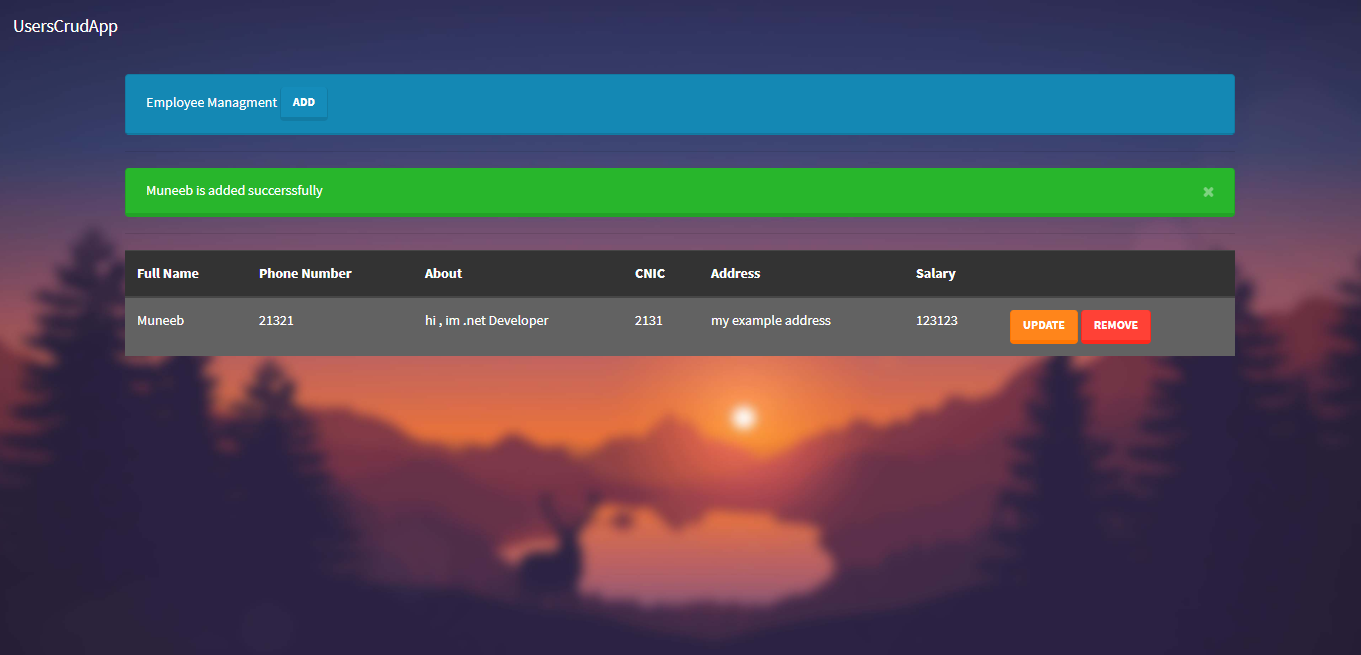 UsersCrudApp
Employee Managment ADD
Muneeb is added succerssfully ×
Full Name Phone Number About CNIC Address Salary
Muneeb 21321 hi , im .net Developer 2131 my example address 123123 UPDATE REMOVE